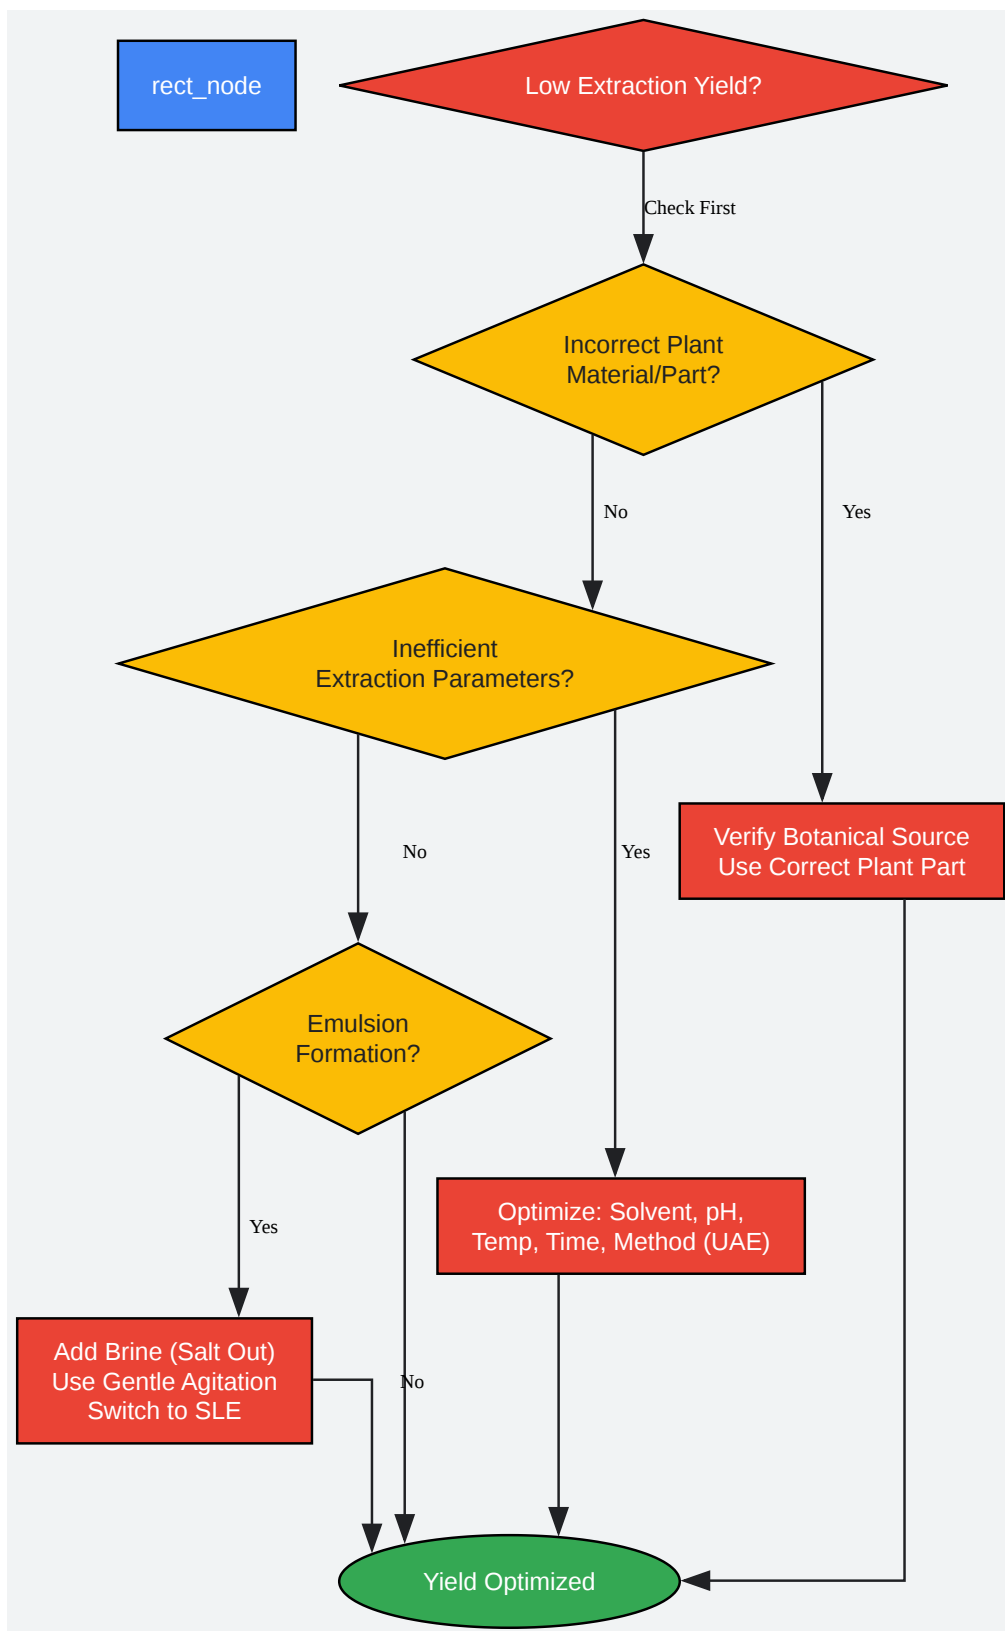 rect_node
Low Extraction Yield?
Check First
Incorrect Plant
Material/Part?
No
Yes
Inefficient
Extraction Parameters?
No
Yes
Verify Botanical Source
Use Correct Plant Part
Emulsion
Formation?
Yes
Optimize: Solvent, pH,
Temp, Time, Method (UAE)
Add Brine (Salt Out)
Use Gentle Agitation
Switch to SLE
No
Yield Optimized